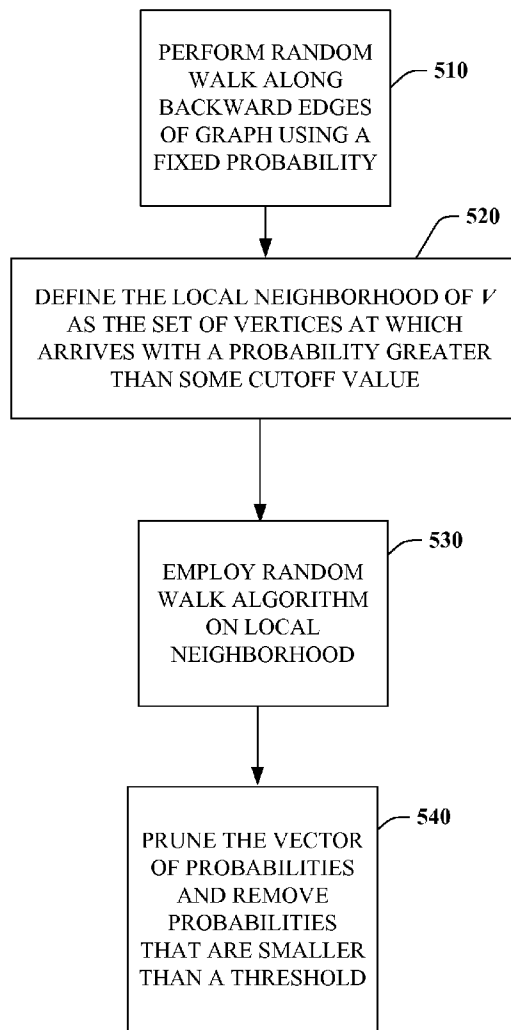 PERFORM RANDOM
WALK ALONG
BACKWARD EDGES
OF GRAPH USING A
FIXED PROBABILITY
510
520
DEFINE THE LOCAL NEIGHBORHOOD OF V
AS THE SET OF VERTICES AT WHICH
ARRIVES WITH A PROBABILITY GREATER
THAN SOME CUTOFF VALUE
530
EMPLOY RANDOM
WALK ALGORITHM
ON LOCAL
NEIGHBORHOOD
540
PRUNE THE VECTOR
OF PROBABILITIES
AND REMOVE
PROBABILITIES
THAT ARE SMALLER
THAN A THRESHOLD